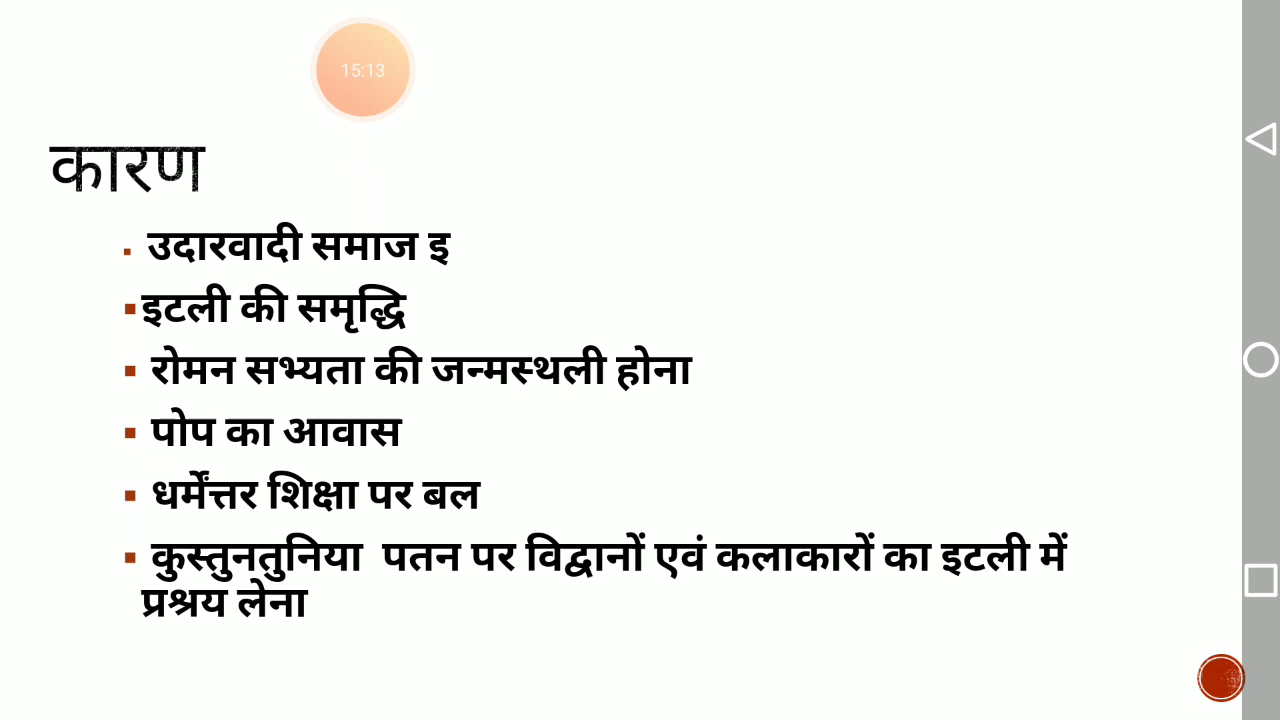 15:13
कारण
▪ उदारवादी समाज इ
▪इटली की समृद्धि
▪ रोमन सभ्यता की जन्मस्थली होना
▪ पोप का आवास
▪ धर्मेंत्तर शिक्षा पर बल
▪ कुस्तुनतुनिया पतन पर विद्वानों एवं कलाकारों का इटली में
प्रश्रय लेना